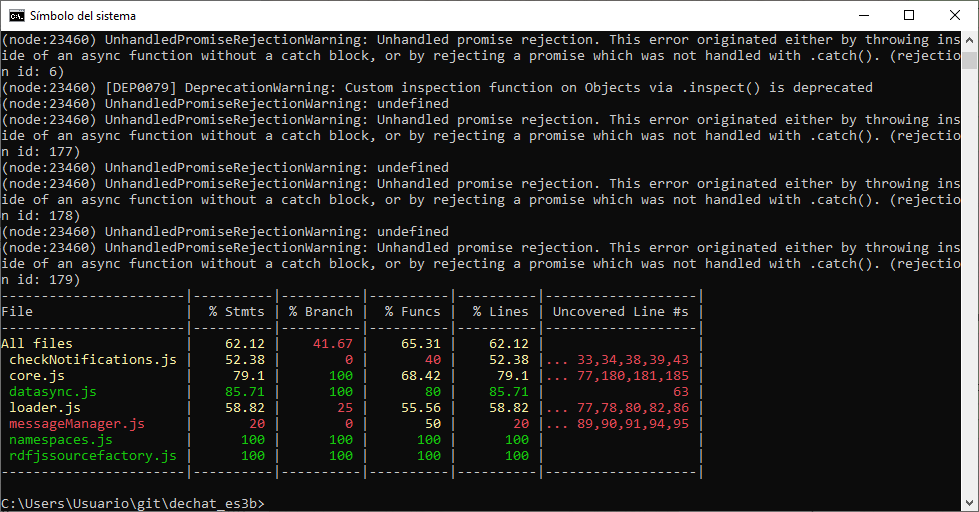 Símbolo del sistema
(node:23460) UnhandledPromiseRejectionWarning: Unhandled promise rejection. This error originated either by throwing ins
ide of an async function without a catch block, or by rejecting a promise which was not handled with .catch(). (rejectio
n id: 6)
(node:23460) [DEP0079] DeprecationWarning: Custom inspection function on Objects via .inspect() is deprecated
(node:23460) UnhandledPromiseRejectionWarning: undefined
(node:23460) UnhandledPromiseRejectionWarning: Unhandled promise rejection. This error originated either by throwing ins
ide of an async function without a catch block, or by rejecting a promise which was not handled with .catch(). (rejectio
n id: 177)
(node:23460) UnhandledPromiseRejectionWarning: undefined
(node:23460) UnhandledPromiseRejectionWarning: Unhandled promise rejection. This error originated either by throwing ins
ide of an async function without a catch block, or by rejecting a promise which was not handled with .catch(). (rejectio
n id: 178)
(node:23460) UnhandledPromiseRejectionWarning: undefined
(node:23460) UnhandledPromiseRejectionWarning: Unhandled promise rejection. This error originated either by throwing ins
ide of an async function without a catch block, or by rejecting a promise which was not handled with .catch(). (rejectio
n id: 179)
-----------------------|----------|----------|----------|----------|-------------------|
File                   |  % Stmts | % Branch |  % Funcs |  % Lines | Uncovered Line #s |
-----------------------|----------|----------|----------|----------|-------------------|
All files              |    62.12 |    41.67 |    65.31 |    62.12 |                   |
 checkNotifications.js |    52.38 |        0 |       40 |    52.38 |... 33,34,38,39,43 |
 core.js               |     79.1 |      100 |    68.42 |     79.1 |... 77,180,181,185 |
 datasync.js           |    85.71 |      100 |       80 |    85.71 |                63 |
 loader.js             |    58.82 |       25 |    55.56 |    58.82 |... 77,78,80,82,86 |
 messageManager.js     |       20 |        0 |       50 |       20 |... 89,90,91,94,95 |
 namespaces.js         |      100 |      100 |      100 |      100 |                   |
 rdfjssourcefactory.js |      100 |      100 |      100 |      100 |                   |
-----------------------|----------|----------|----------|----------|-------------------|
C:\Users\Usuario\git\dechat_es3b>